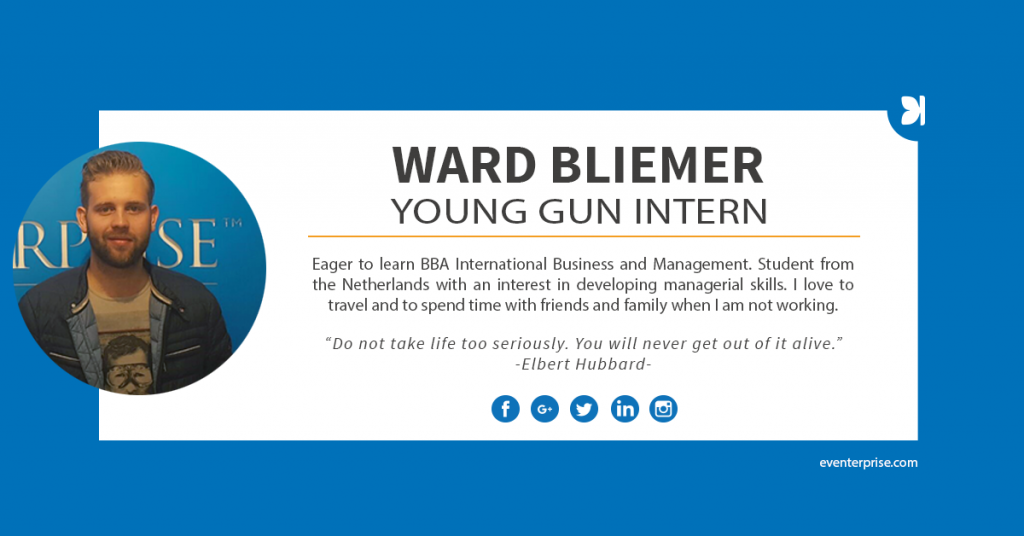 WARD BLIEMER
YOUNG GUN INTERN
RPRISE™
Eager to learn BBA International Business and Management. Student from
the Netherlands with an interest in developing managerial skills. I love to
travel and to spend time with friends and family when I am not working.
“Do not take life too seriously. You will never get out of it alive.”
-Elbert Hubbard-
eventerprise.com